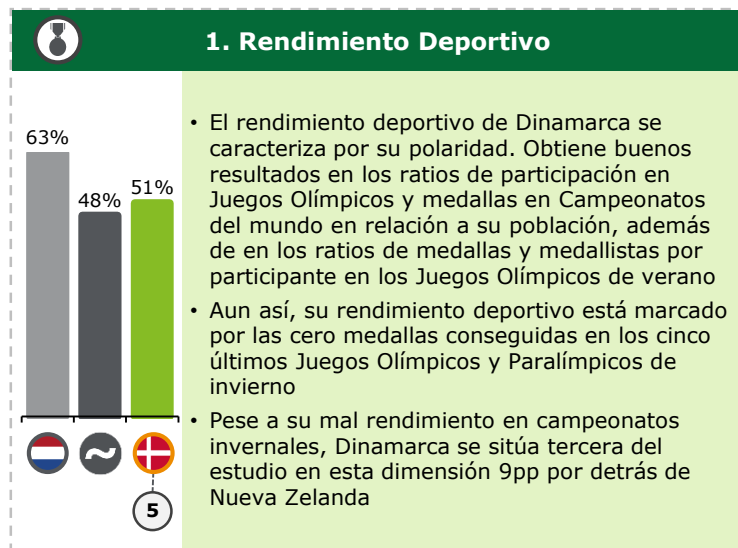 1. Rendimiento Deportivo
63%
48%
51%
~
5
• El rendimiento deportivo de Dinamarca se
caracteriza por su polaridad. Obtiene buenos
resultados en los ratios de participación en
Juegos Olímpicos y medallas en Campeonatos
del mundo en relación a su población, además
de en los ratios de medallas y medallistas por
participante en los Juegos Olímpicos de verano
• Aun así, su rendimiento deportivo está marcado
por las cero medallas conseguidas en los cinco
últimos Juegos Olímpicos y Paralímpicos de
invierno
• Pese a su mal rendimiento en campeonatos
invernales, Dinamarca se sitúa tercera del
estudio en esta dimensión 9pp por detrás de
Nueva Zelanda